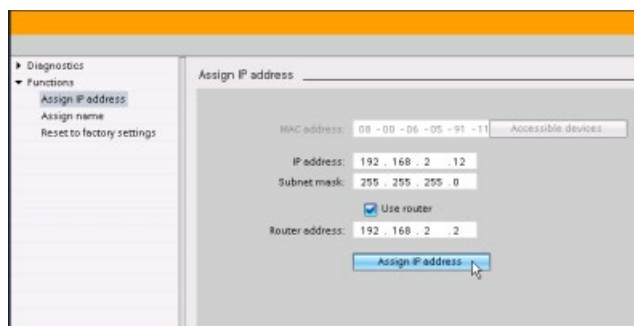 Diagnostics
Functions
Assign IP address
Assign name
Reset to factory settings
Assign IP address
MAC address: 08 - 00 - 06 - 05 - 91 - 11 Accessible devices
IP address: 192 . 168 . 2 . 12
Subnet mask: 255 . 255 . 255 . 0
Use router
Router address: 192 . 168 . 2 . 2
Assign IP address